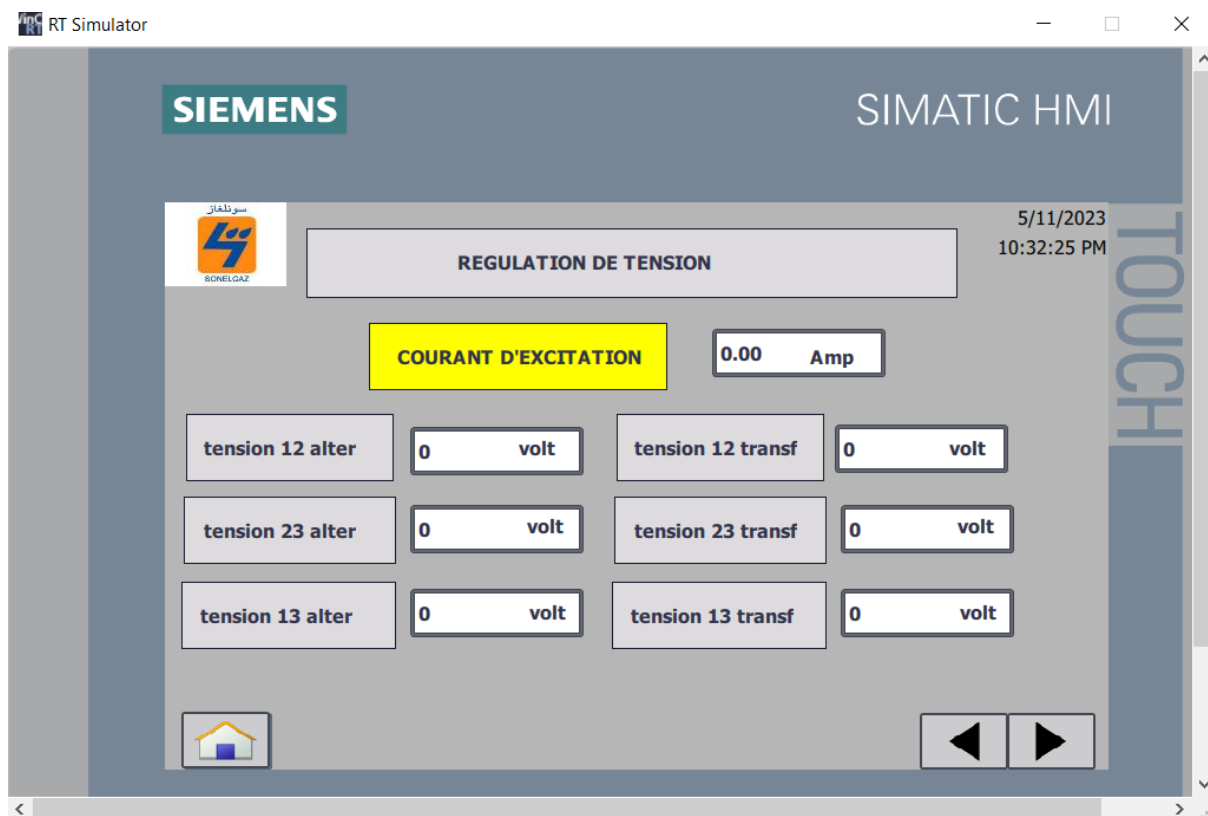 RT Simulator
SIEMENS
SIMATIC HMI
TOUCH
سونلغاز
SONELGAZ
5/11/2023
10:32:25 PM
REGULATION DE TENSION
COURANT D'EXCITATION 0.00 Amp
tension 12 alter 0 volt tension 12 transf 0 volt
tension 23 alter 0 volt tension 23 transf 0 volt
tension 13 alter 0 volt tension 13 transf 0 volt